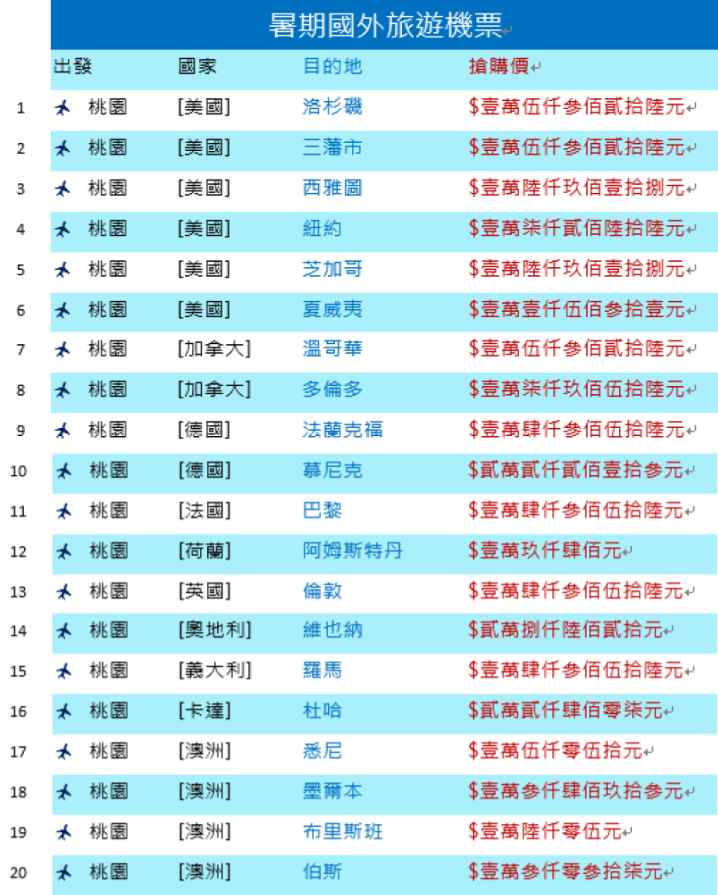 暑期國外旅遊機票
出發 國家 目的地 搶購價
1 桃園 [美國] 洛杉磯 $壹萬伍仟參佰貳拾陸元
2 桃園 [美國] 三藩市 $壹萬伍仟參佰貳拾陸元
3 桃園 [美國] 西雅圖 $壹萬陸仟玖佰壹拾捌元
4 桃園 [美國] 紐約 $壹萬柒仟貳佰陸拾陸元
5 桃園 [美國] 芝加哥 $壹萬陸仟玖佰壹拾捌元
6 桃園 [美國] 夏威夷 $壹萬壹仟伍佰參拾壹元
7 桃園 [加拿大] 溫哥華 $壹萬伍仟參佰貳拾陸元
8 桃園 [加拿大] 多倫多 $壹萬柒仟玖佰伍拾陸元
9 桃園 [德國] 法蘭克福 $壹萬肆仟參佰伍拾陸元
10 桃園 [德國] 慕尼克 $貳萬貳仟貳佰壹拾參元
11 桃園 [法國] 巴黎 $壹萬肆仟參佰伍拾陸元
12 桃園 [荷蘭] 阿姆斯特丹 $壹萬玖仟肆佰元
13 桃園 [英國] 倫敦 $壹萬肆仟參佰伍拾陸元
14 桃園 [奧地利] 維也納 $貳萬捌仟陸佰貳拾元
15 桃園 [義大利] 羅馬 $壹萬肆仟參佰伍拾陸元
16 桃園 [卡達] 杜哈 $貳萬貳仟肆佰零柒元
17 桃園 [澳洲] 悉尼 $壹萬伍仟零伍拾元
18 桃園 [澳洲] 墨爾本 $壹萬參仟肆佰玖拾參元
19 桃園 [澳洲] 布里斯班 $壹萬陸仟零伍元
20 桃園 [澳洲] 伯斯 $壹萬參仟零參拾柒元